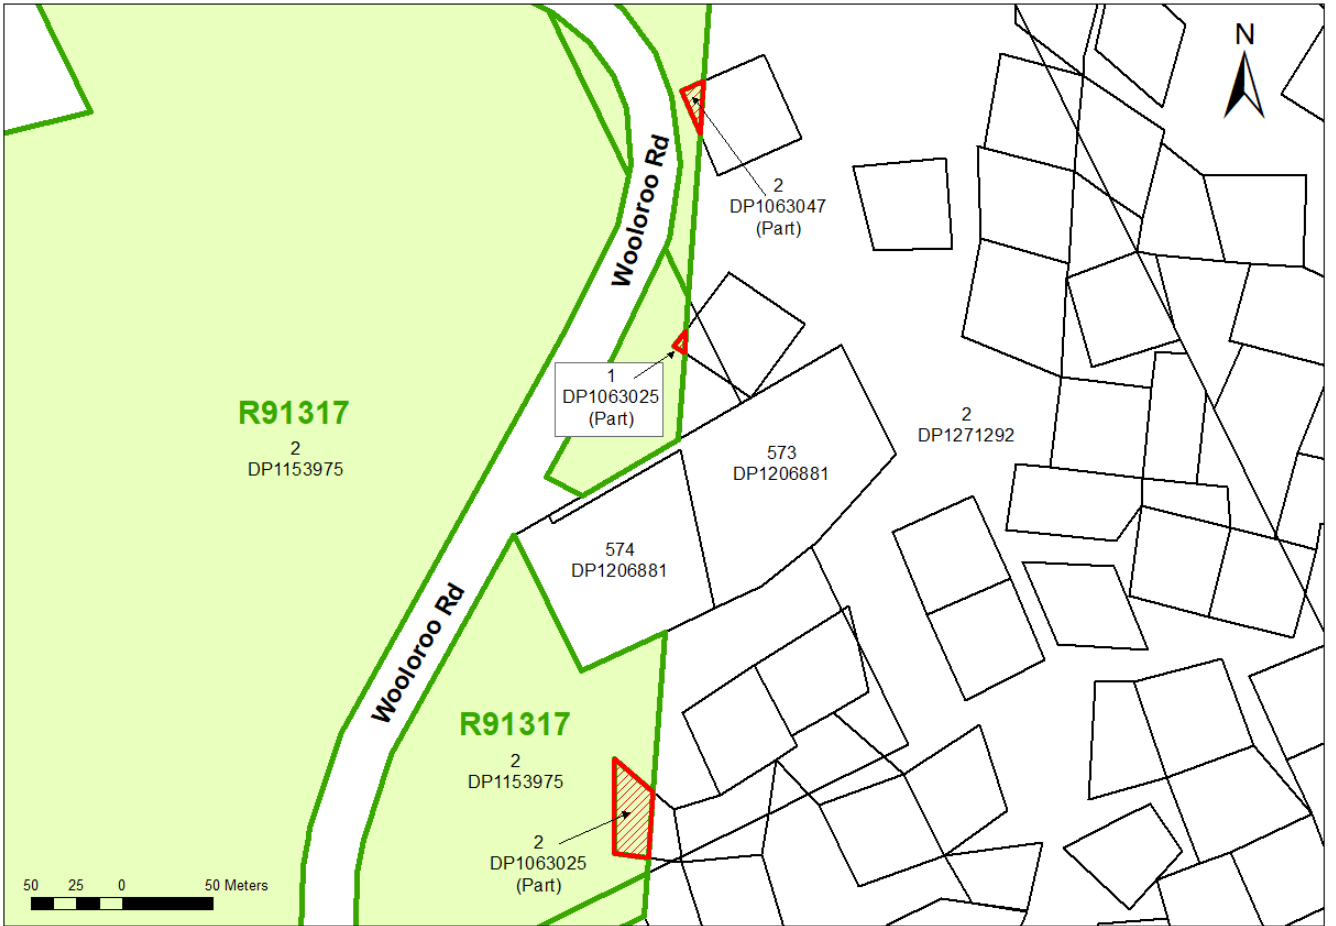 N
Wooloroo Rd
2
DP1063047
(Part)
1
DP1063025
(Part)
R91317
2
DP1153975
2
DP1271292
573
DP1206881
574
DP1206881
Wooloroo Rd
R91317
2
DP1153975
2
DP1063025
(Part)
50 25 0 50 Meters